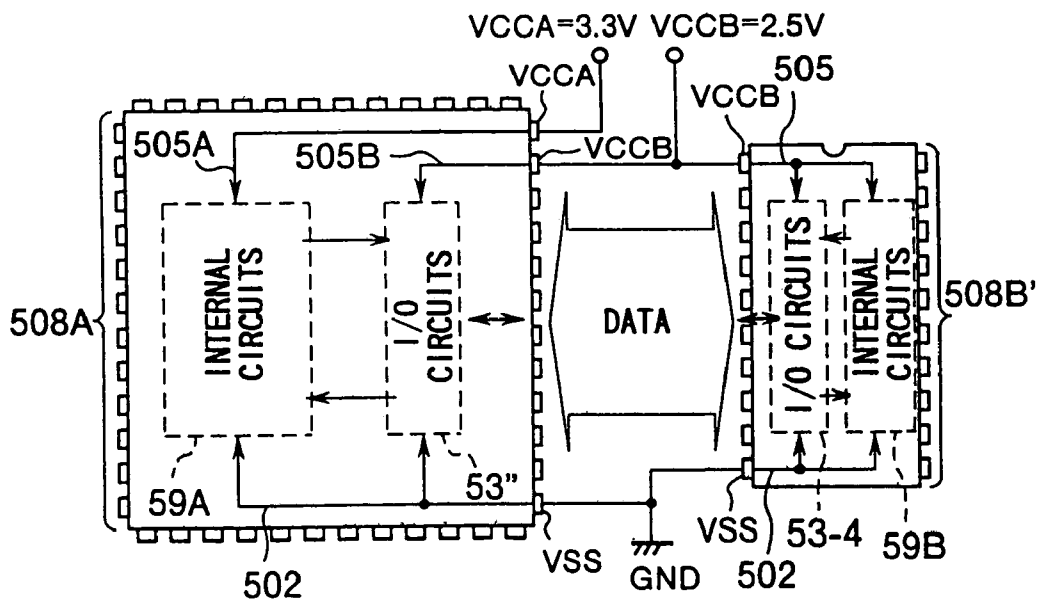 VCCA=3.3V VCCB=2.5V
VCCA
505
VCCB
505A
505B
VCCB
INTERNAL
CIRCUITS
I/O
CIRCUITS
DATA
I/O CIRCUITS
INTERNAL
CIRCUITS
508A
508B'
59A
53"
502
VSS
GND
VSS
502
53-4
59B